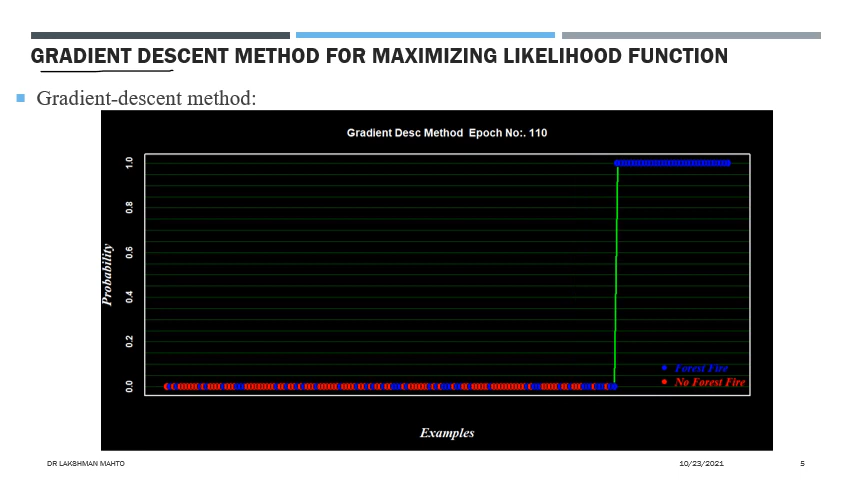 GRADIENT DESCENT METHOD FOR MAXIMIZING LIKELIHOOD FUNCTION
Gradient-descent method:
Gradient Desc Method Epoch No:. 110
1.0
0.8
0.6
0.4
0.2
0.0
Probability
Forest Fire
No Forest Fire
Examples
DR LAKSHMAN MAHTO
10/23/2021
5